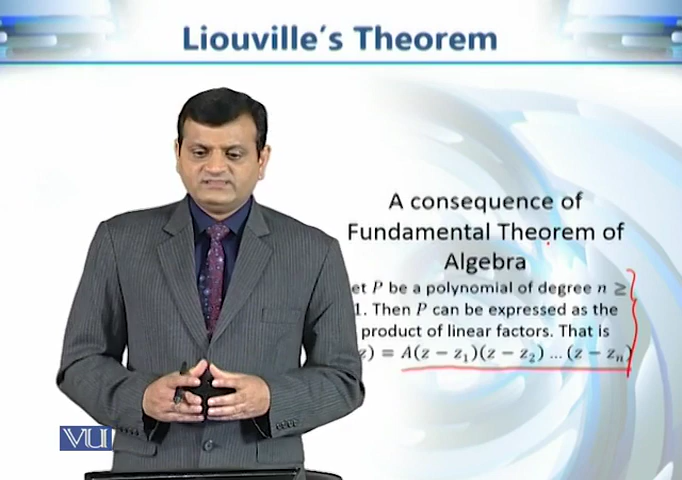 Liouville's Theorem
A consequence of
Fundamental Theorem of
Algebra
et P be a polynomial of degree n ≥
1. Then P can be expressed as the
product of linear factors. That is
z) = A(z − z₁)(z − z₂) … (z − zₙ)
VU